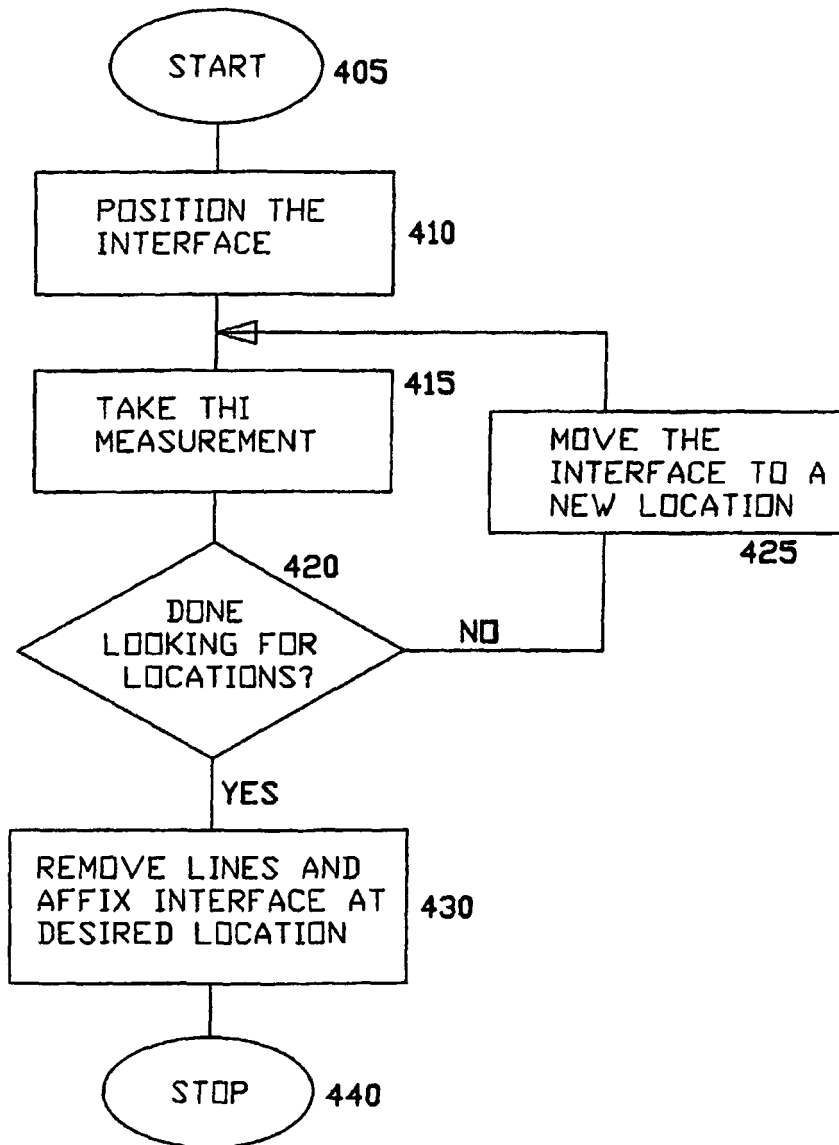 START
405
POSITION THE
INTERFACE
410
TAKE THI
MEASUREMENT
415
MOVE THE
INTERFACE TO A
NEW LOCATION
425
420
DONE
LOOKING FOR
LOCATIONS?
NO
YES
REMOVE LINES AND
AFFIX INTERFACE AT
DESIRED LOCATION
430
STOP
440